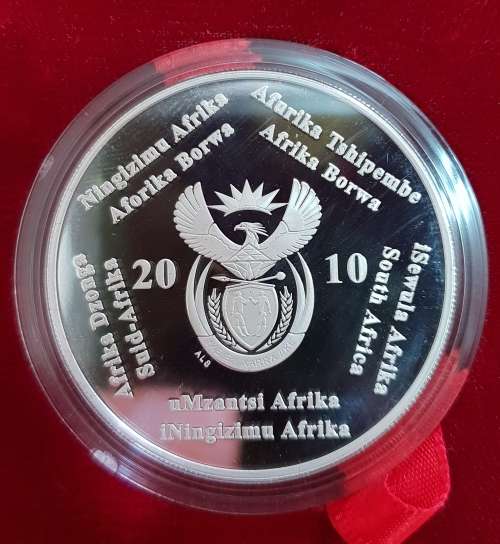 Ningizimu Afrika
Aforika Borwa
Afurika Tshipembe
Afrika Borwa
iSewula Afrika
South Africa
uMzantsi Afrika
iNingizimu Afrika
Afrika Dzonga
Suid-Afrika
20 10
ALS